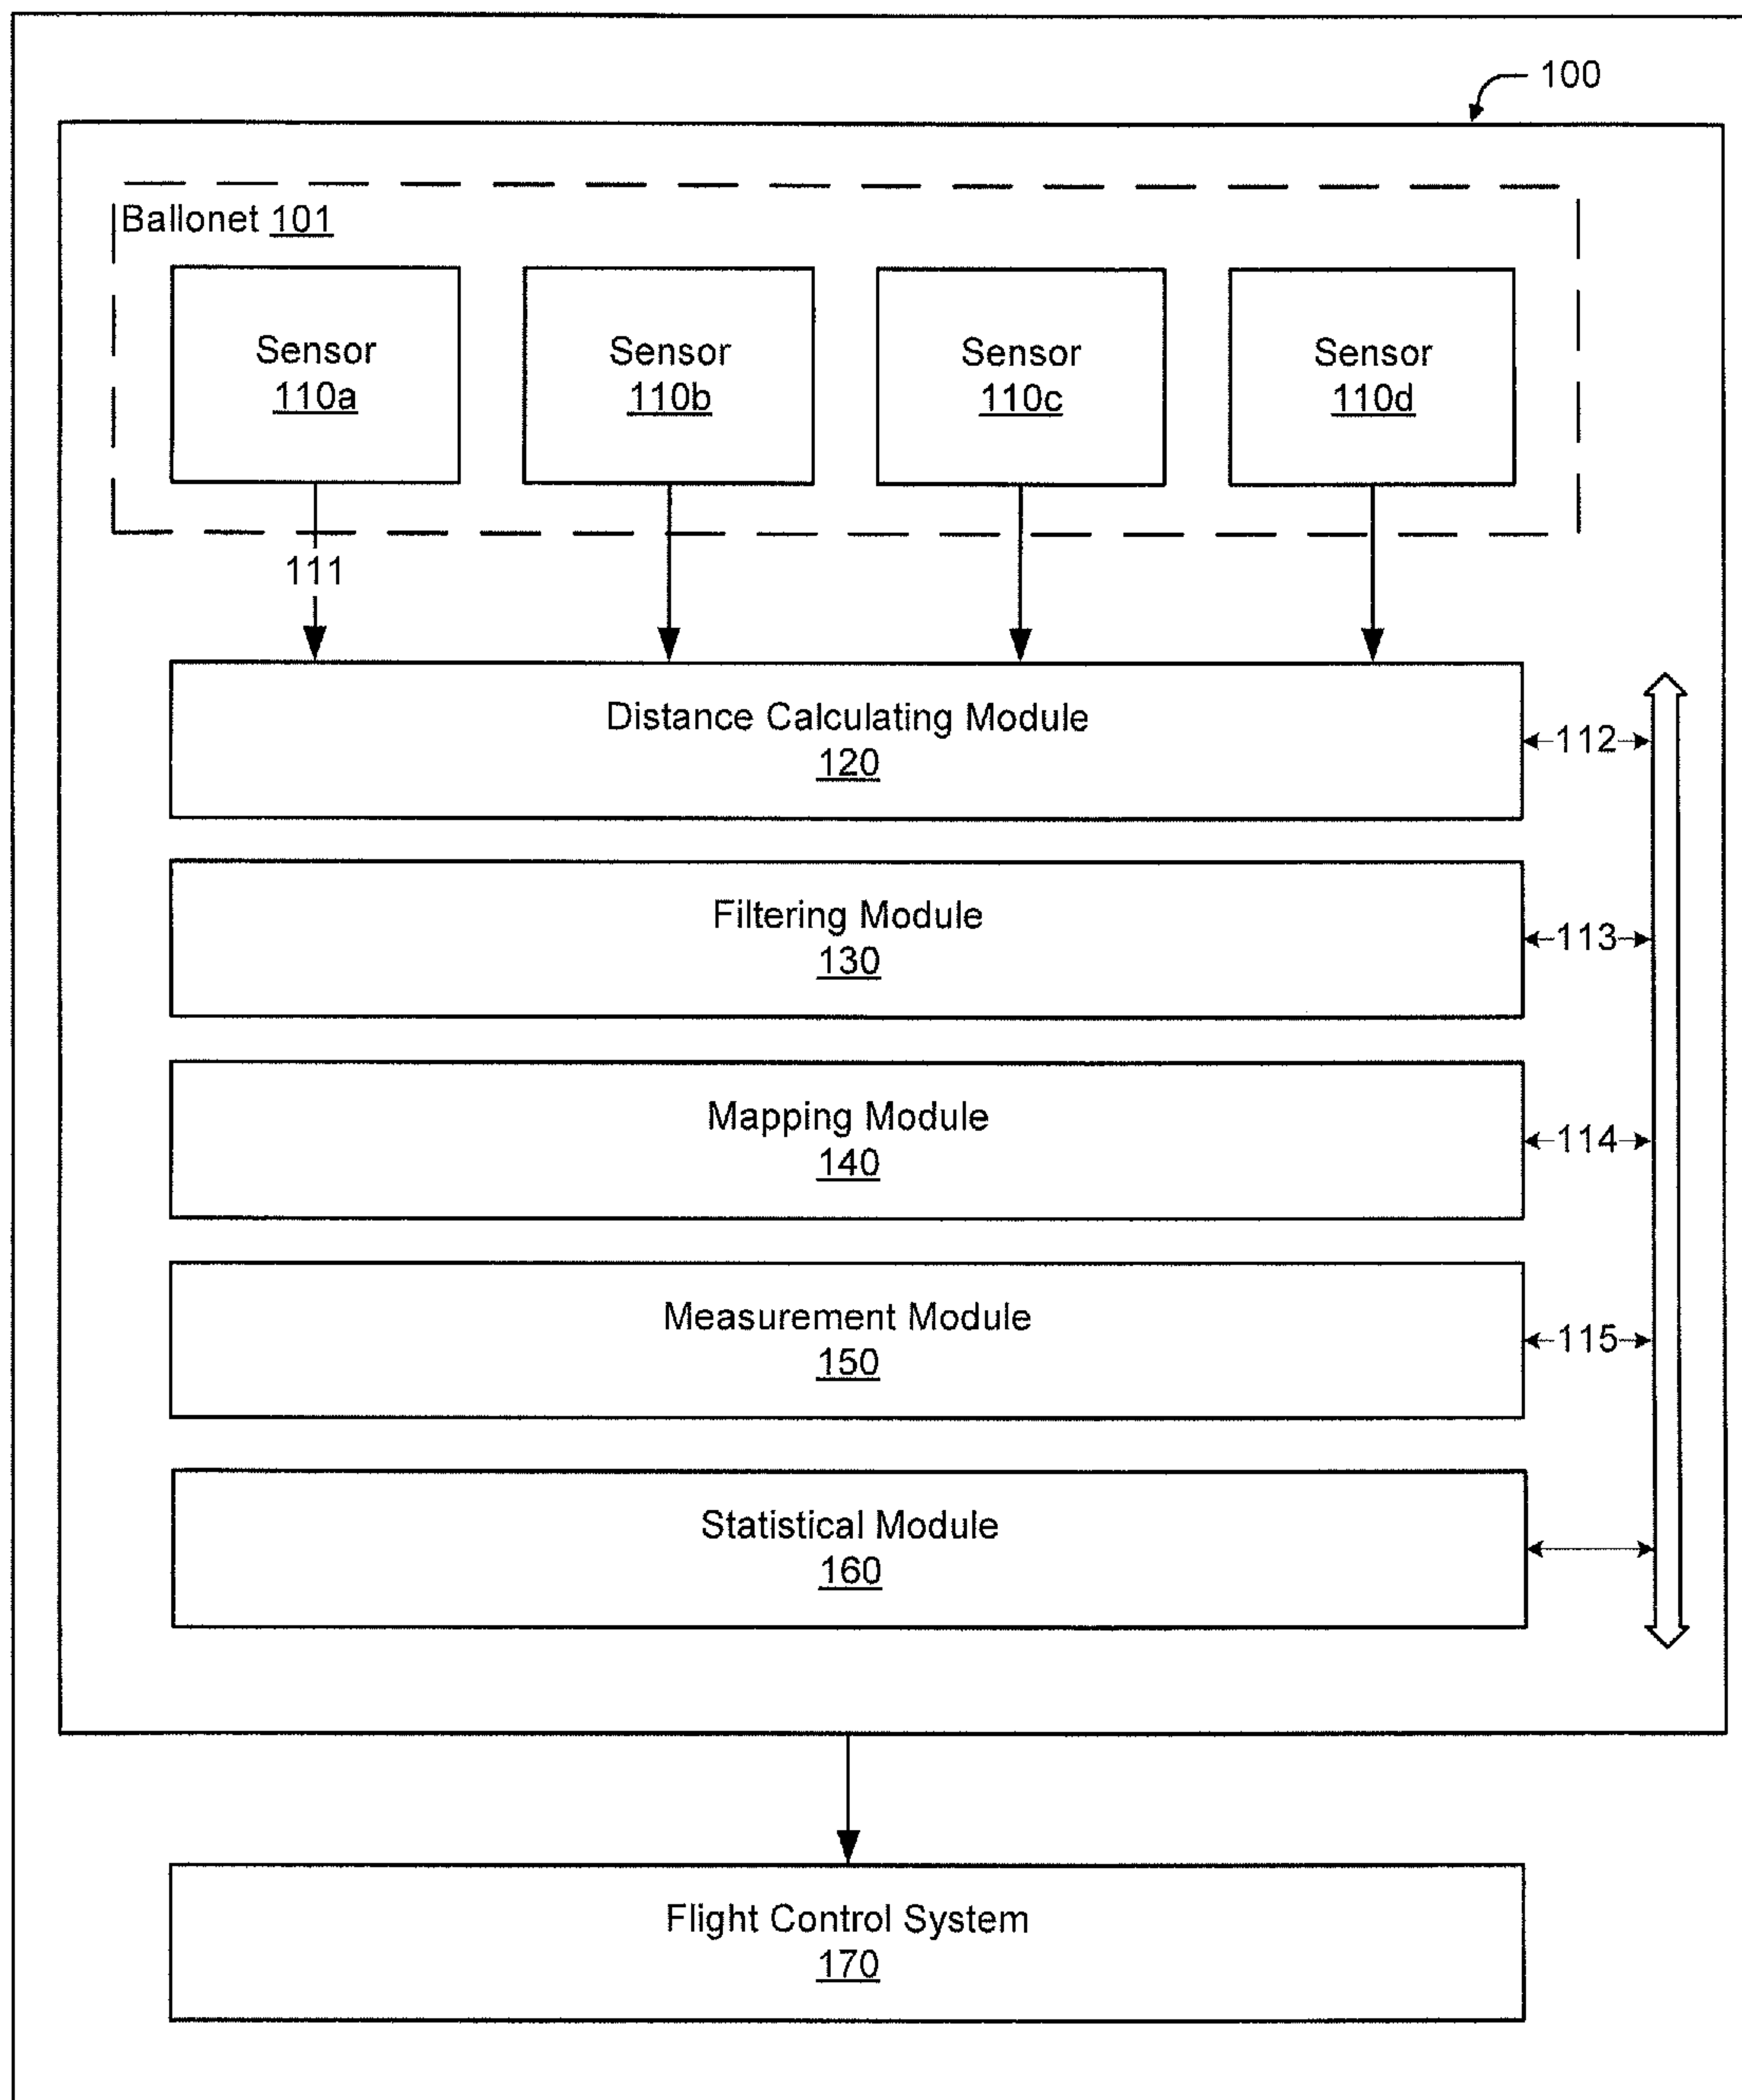 100
Ballonet 101
Sensor
110a
Sensor
110b
Sensor
110c
Sensor
110d
111
Distance Calculating Module
120
112
Filtering Module
130
113
Mapping Module
140
114
Measurement Module
150
115
Statistical Module
160
Flight Control System
170